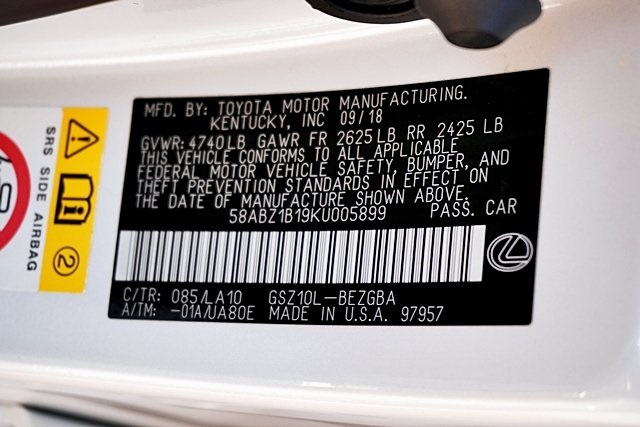 MFD. BY: TOYOTA MOTOR MANUFACTURING.
KENTUCKY, INC 09/18
GVWR: 4740LB GAWR FR 2625LB RR 2425 LB
THIS VEHICLE CONFORMS TO ALL APPLICABLE
FEDERAL MOTOR VEHICLE SAFETY, BUMPER, AND
THEFT PREVENTION STANDARDS IN EFFECT ON
THE DATE OF MANUFACTURE SHOWN ABOVE.
58ABZ1B19KU005899 PASS. CAR
C/TR: 085/LA10 GSZ10L-BEZGBA
A/TM: -01A/UA80E MADE IN U.S.A. 97957
SRS SIDE AIRBAG
2